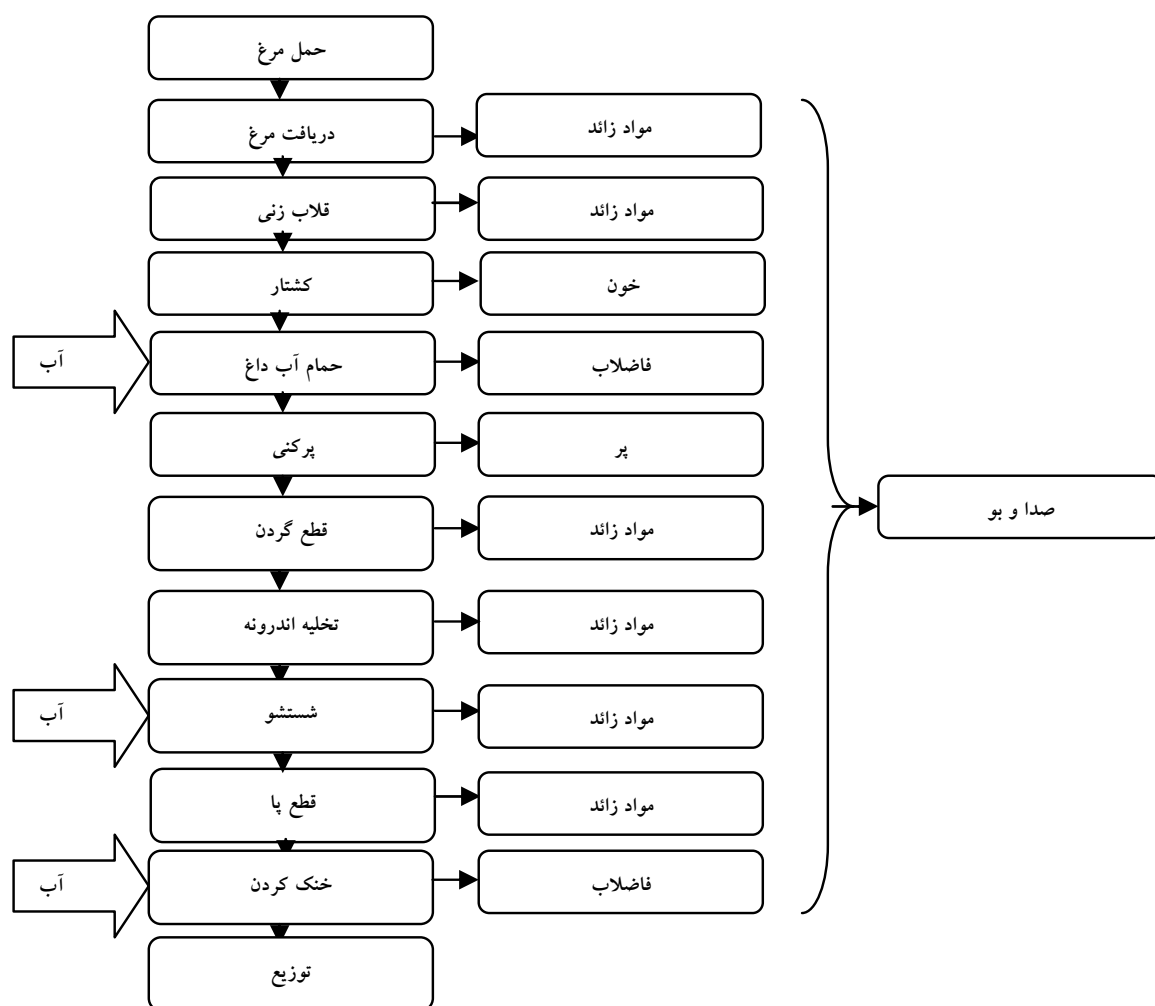 حمل مرغ
دریافت مرغ
مواد زائد
قلاب زنی
مواد زائد
کشتار
خون
آب
حمام آب داغ
فاضلاب
پرکنی
پر
صدا و بو
قطع گردن
مواد زائد
تخلیه اندرونه
مواد زائد
آب
شستشو
مواد زائد
قطع پا
مواد زائد
آب
خنک کردن
فاضلاب
توزیع